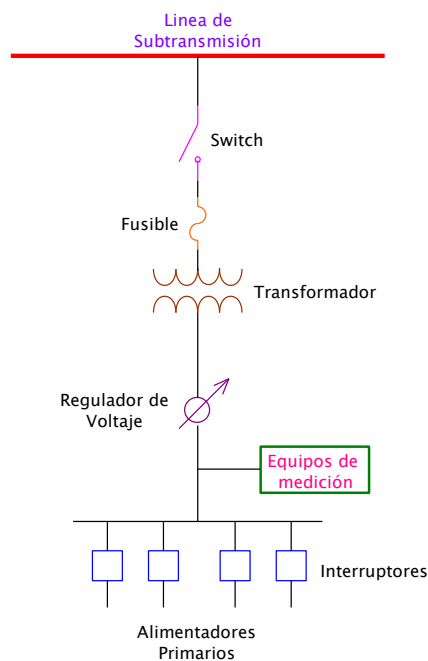 Linea de
Subtransmisión
Switch
Fusible
Transformador
Regulador de
Voltaje
Equipos de
medición
Interruptores
Alimentadores
Primarios